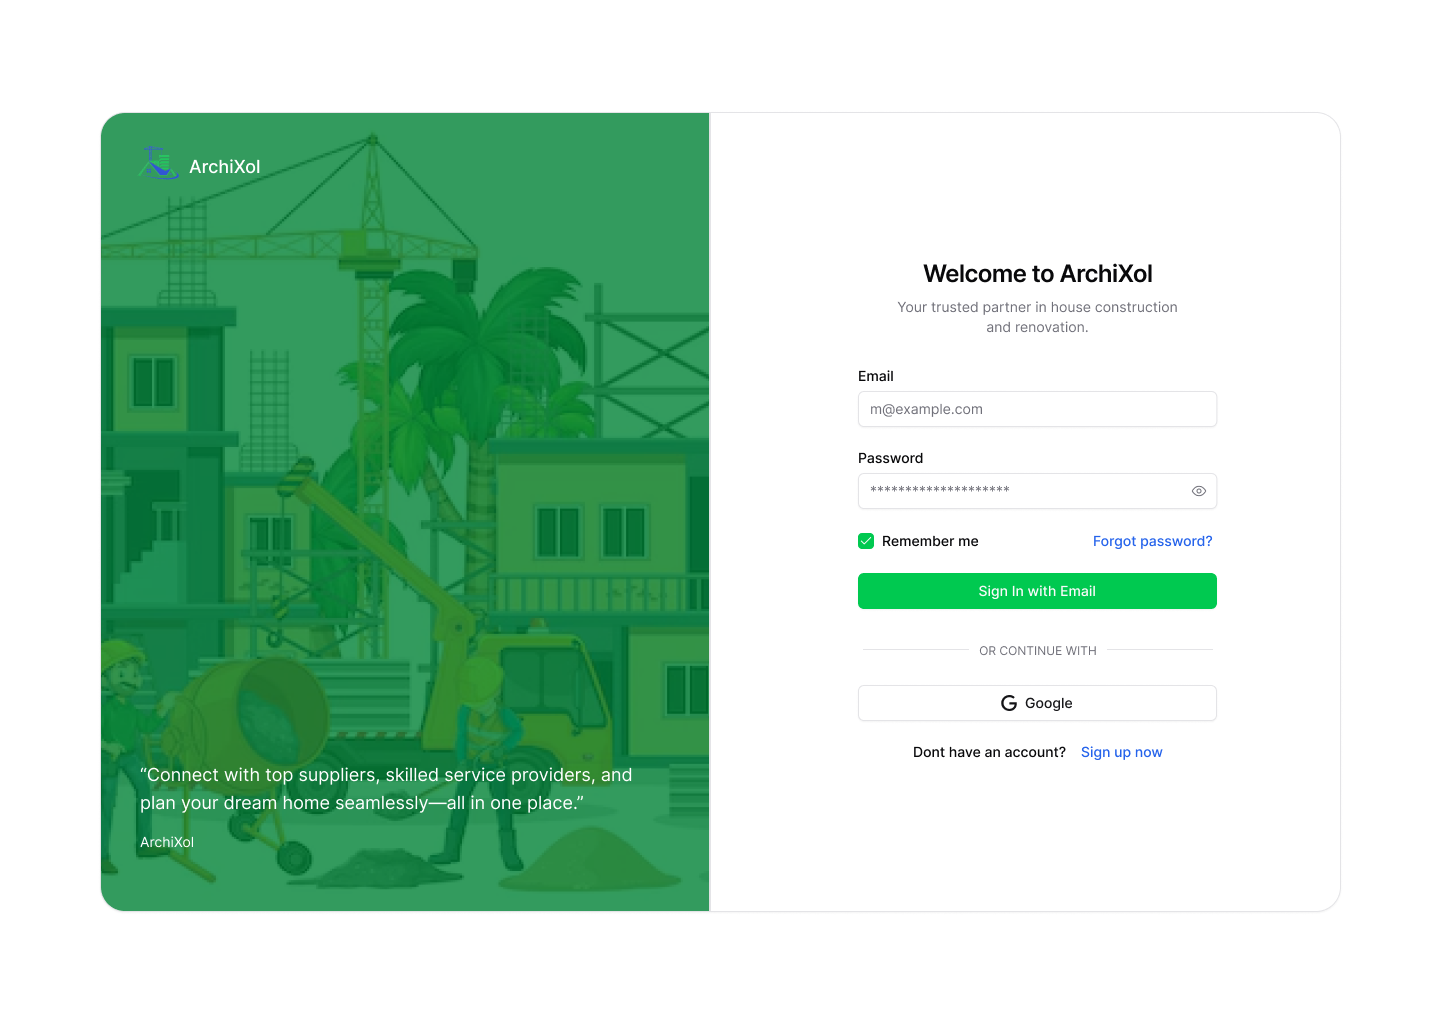 ArchiXol
“Connect with top suppliers, skilled service providers, and
plan your dream home seamlessly—all in one place.”
ArchiXol
Welcome to ArchiXol
Your trusted partner in house construction
and renovation.
Email
m@example.com
Password
********************
Remember me
Forgot password?
Sign In with Email
OR CONTINUE WITH
Google
Dont have an account? Sign up now